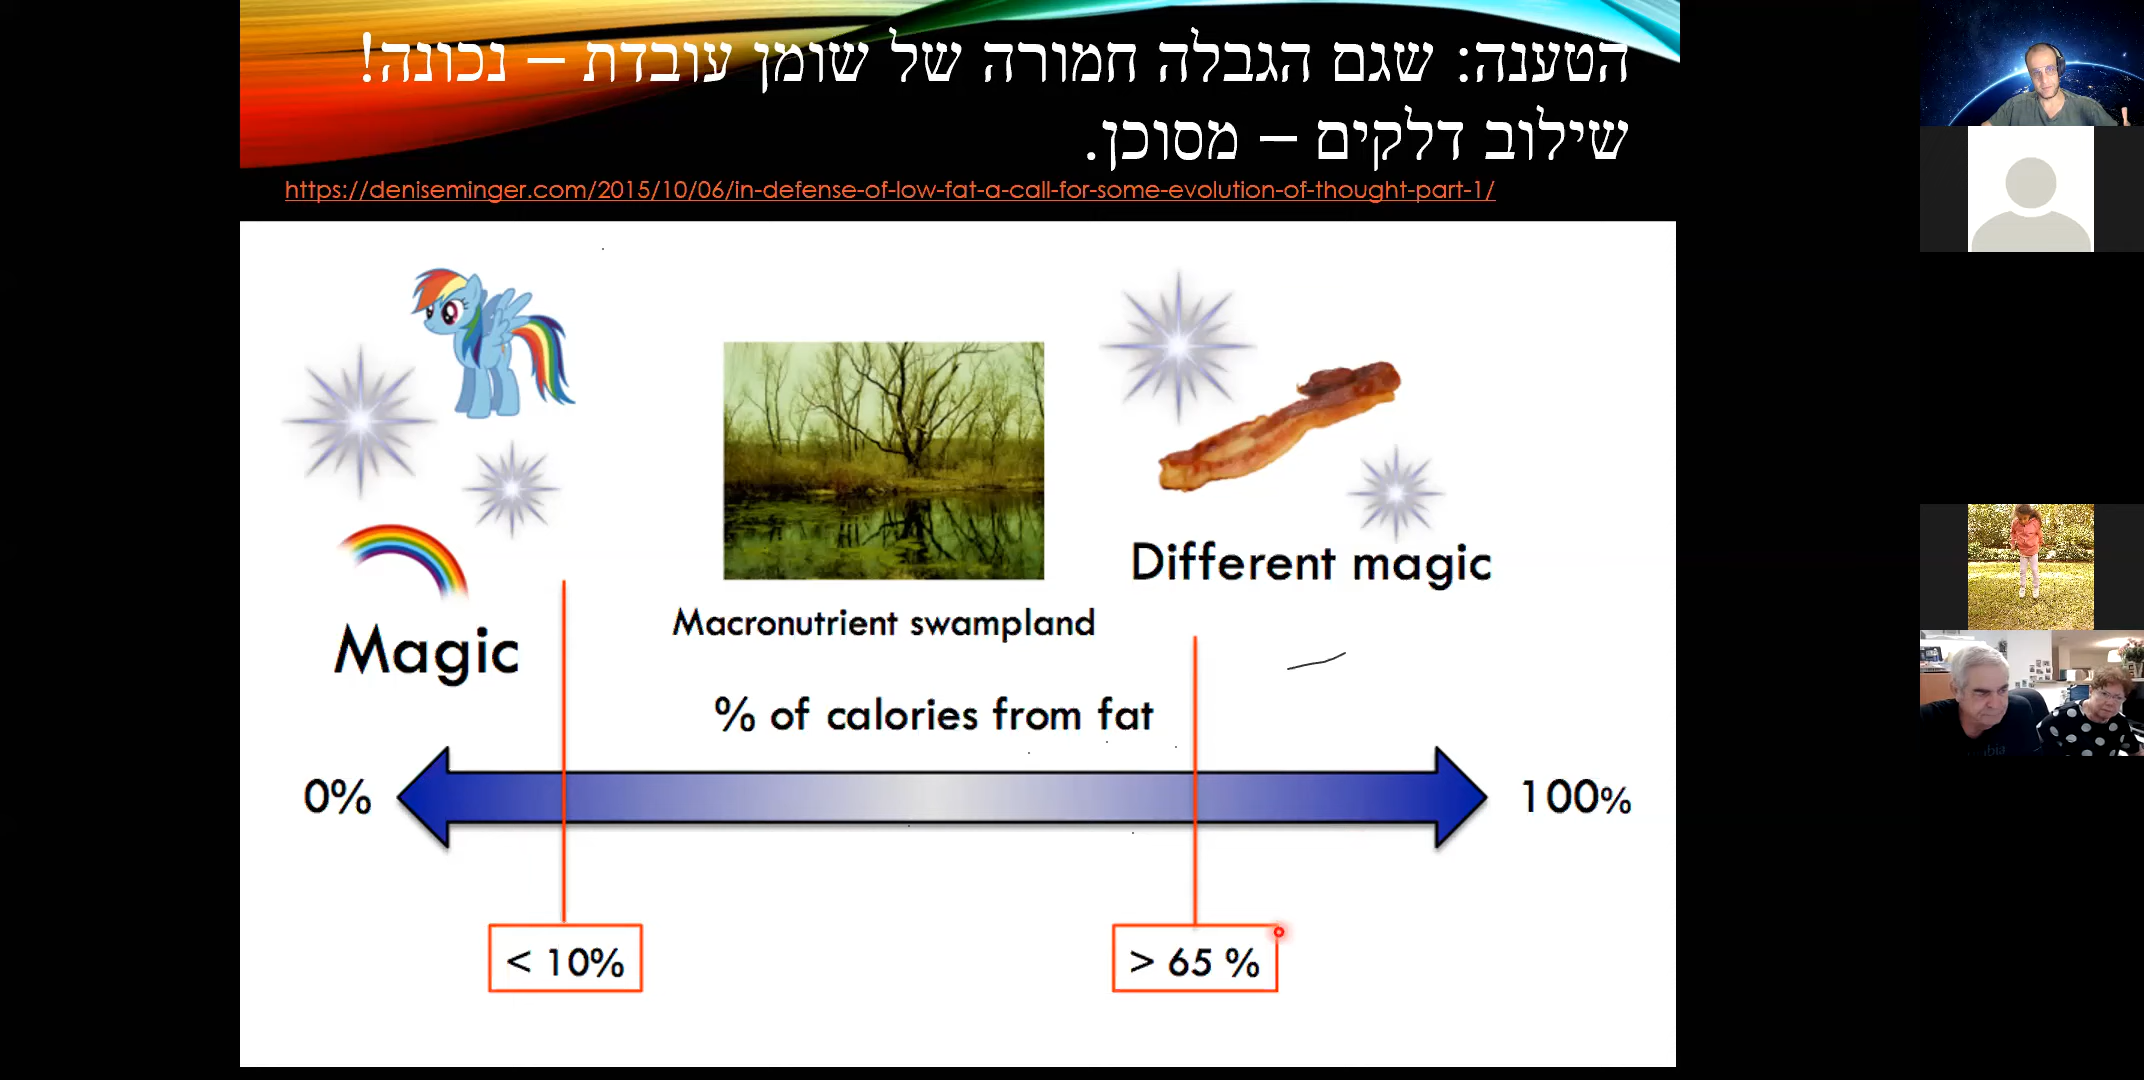 הטענה: שגם הגבלה חמורה של שומן עובדת – נכונה!
שילוב דלקים – מסוכן.
https://deniseminger.com/2015/10/06/in-defense-of-low-fat-a-call-for-some-evolution-of-thought-part-1/
Different magic
Macronutrient swampland
Magic
% of calories from fat
0%
100%
< 10%
> 65 %